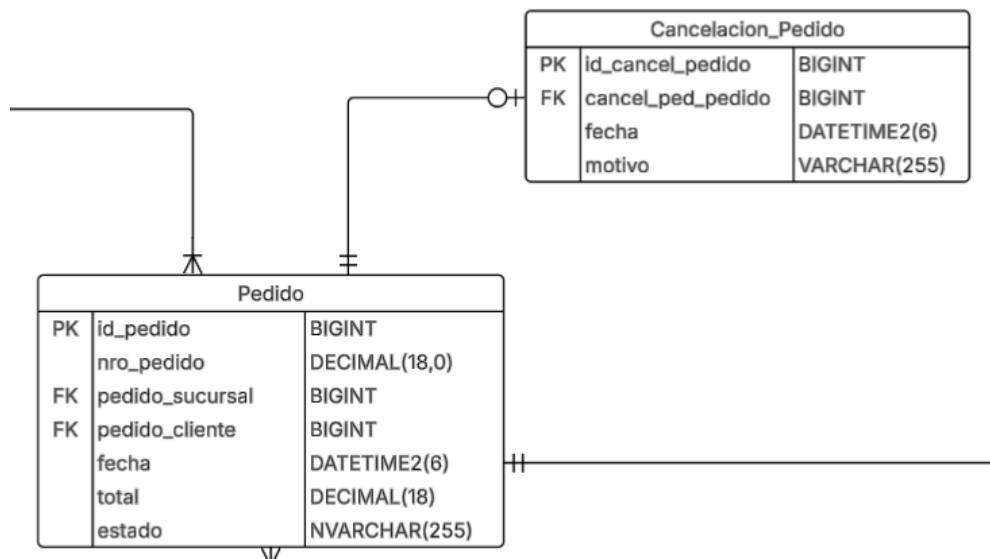 Cancelacion_Pedido
PK id_cancel_pedido BIGINT
FK cancel_ped_pedido BIGINT
fecha DATETIME2(6)
motivo VARCHAR(255)
Pedido
PK id_pedido BIGINT
nro_pedido DECIMAL(18,0)
FK pedido_sucursal BIGINT
FK pedido_cliente BIGINT
fecha DATETIME2(6)
total DECIMAL(18)
estado NVARCHAR(255)